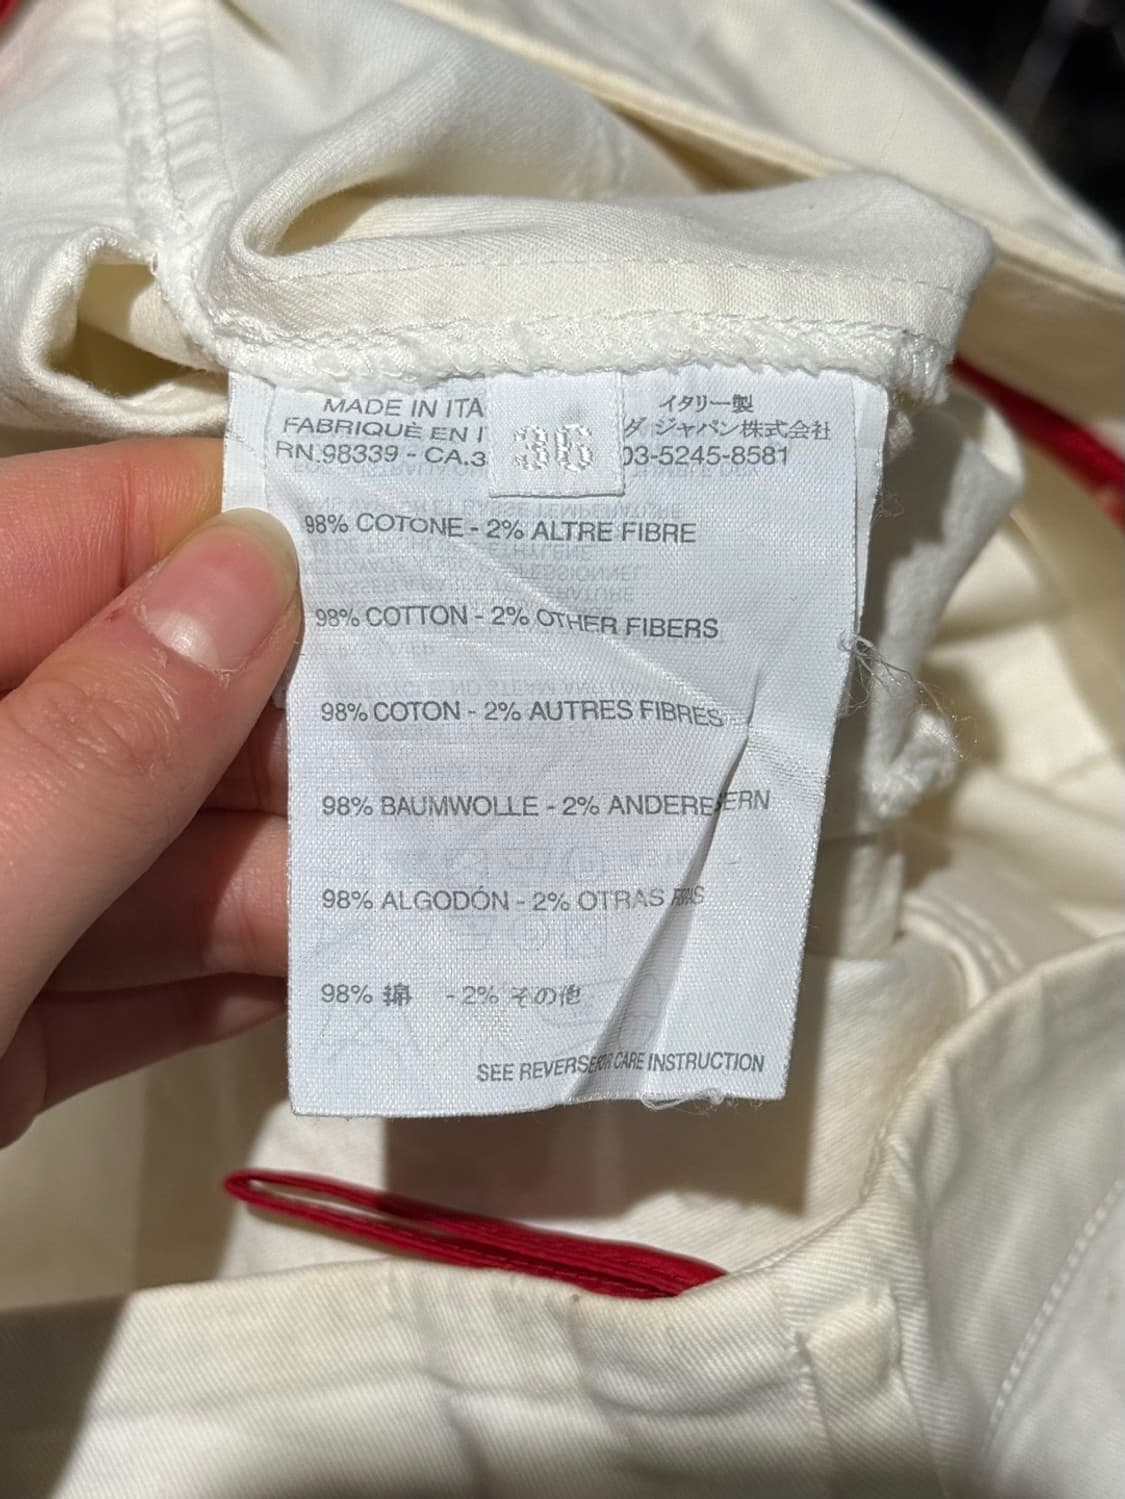 MADE IN ITA
イタリー製
FABRIQUÈ EN IT
ダ ジャパン株式会社
RN.98339 - CA.3
03-5245-8581
36
98% COTONE - 2% ALTRE FIBRE
98% COTTON - 2% OTHER FIBERS
98% COTON - 2% AUTRES FIBRES
98% BAUMWOLLE - 2% ANDERE
98% ALGODÓN - 2% OTRAS
98% 綿 - 2% その他
SEE REVERSE FOR CARE INSTRUCTION